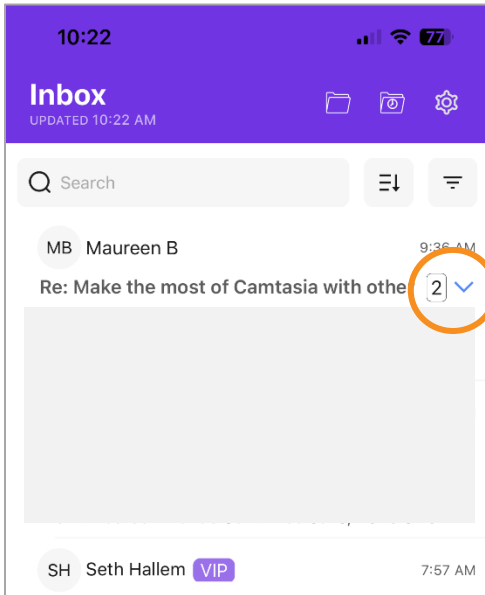 10:22 77
Inbox
UPDATED 10:22 AM
Search
MB Maureen B 9:36 AM
Re: Make the most of Camtasia with othe 2
SH Seth Hallem VIP 7:57 AM